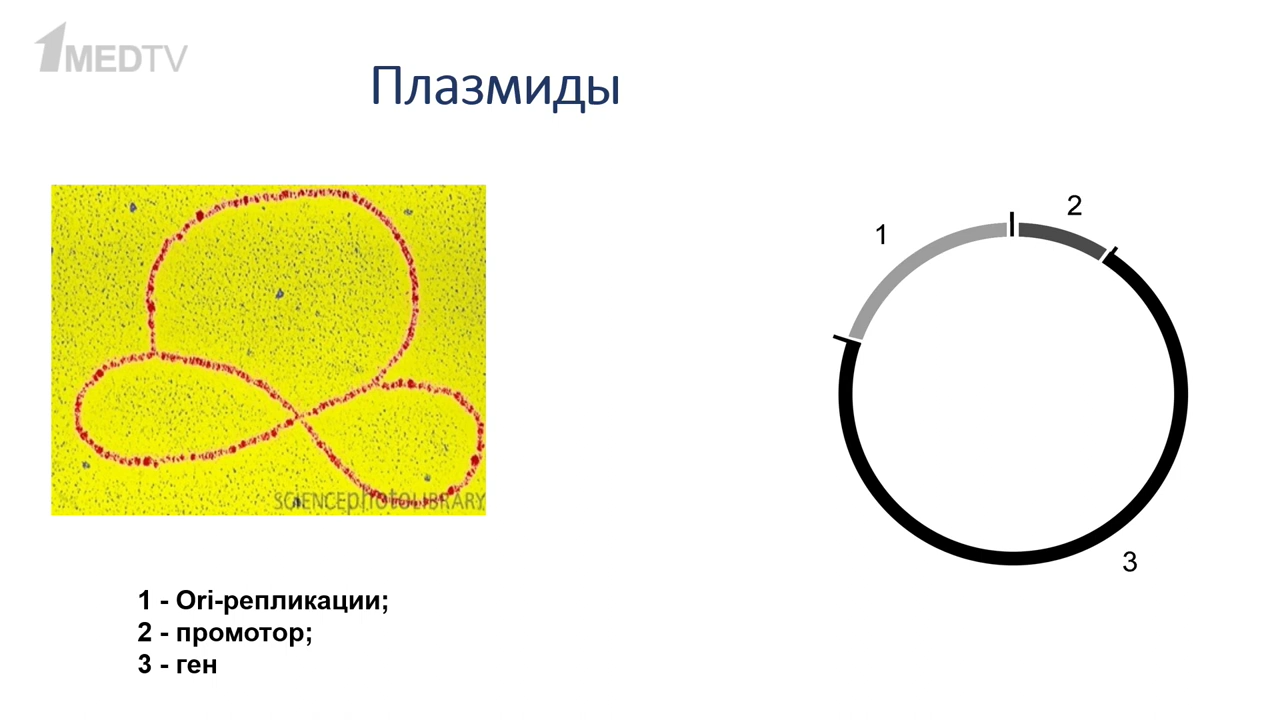 1MEDTV
Плазмиды
1
2
3
SCIENCEphotoLIBRARY
1 - Ori-репликации;
2 - промотор;
3 - ген